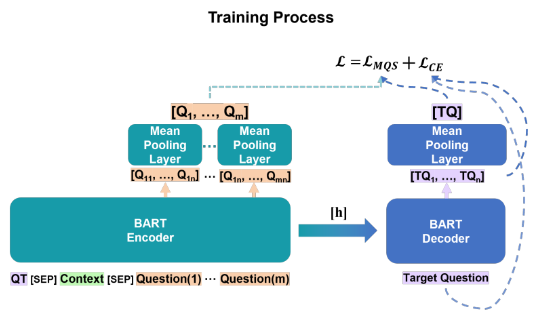 Training Process
ℒ = ℒ_MQS + ℒ_CE
[Q₁, ..., Qₘ]
[TQ]
Mean Pooling Layer
Mean Pooling Layer
Mean Pooling Layer
[Q₁₁, ..., Q₁ₙ] ... [Q₁ₙ, ..., Qₘₙ]
[TQ₁, ..., TQₙ]
BART Encoder
[h]
BART Decoder
QT [SEP] Context [SEP] Question(1) ... Question(m)
Target Question